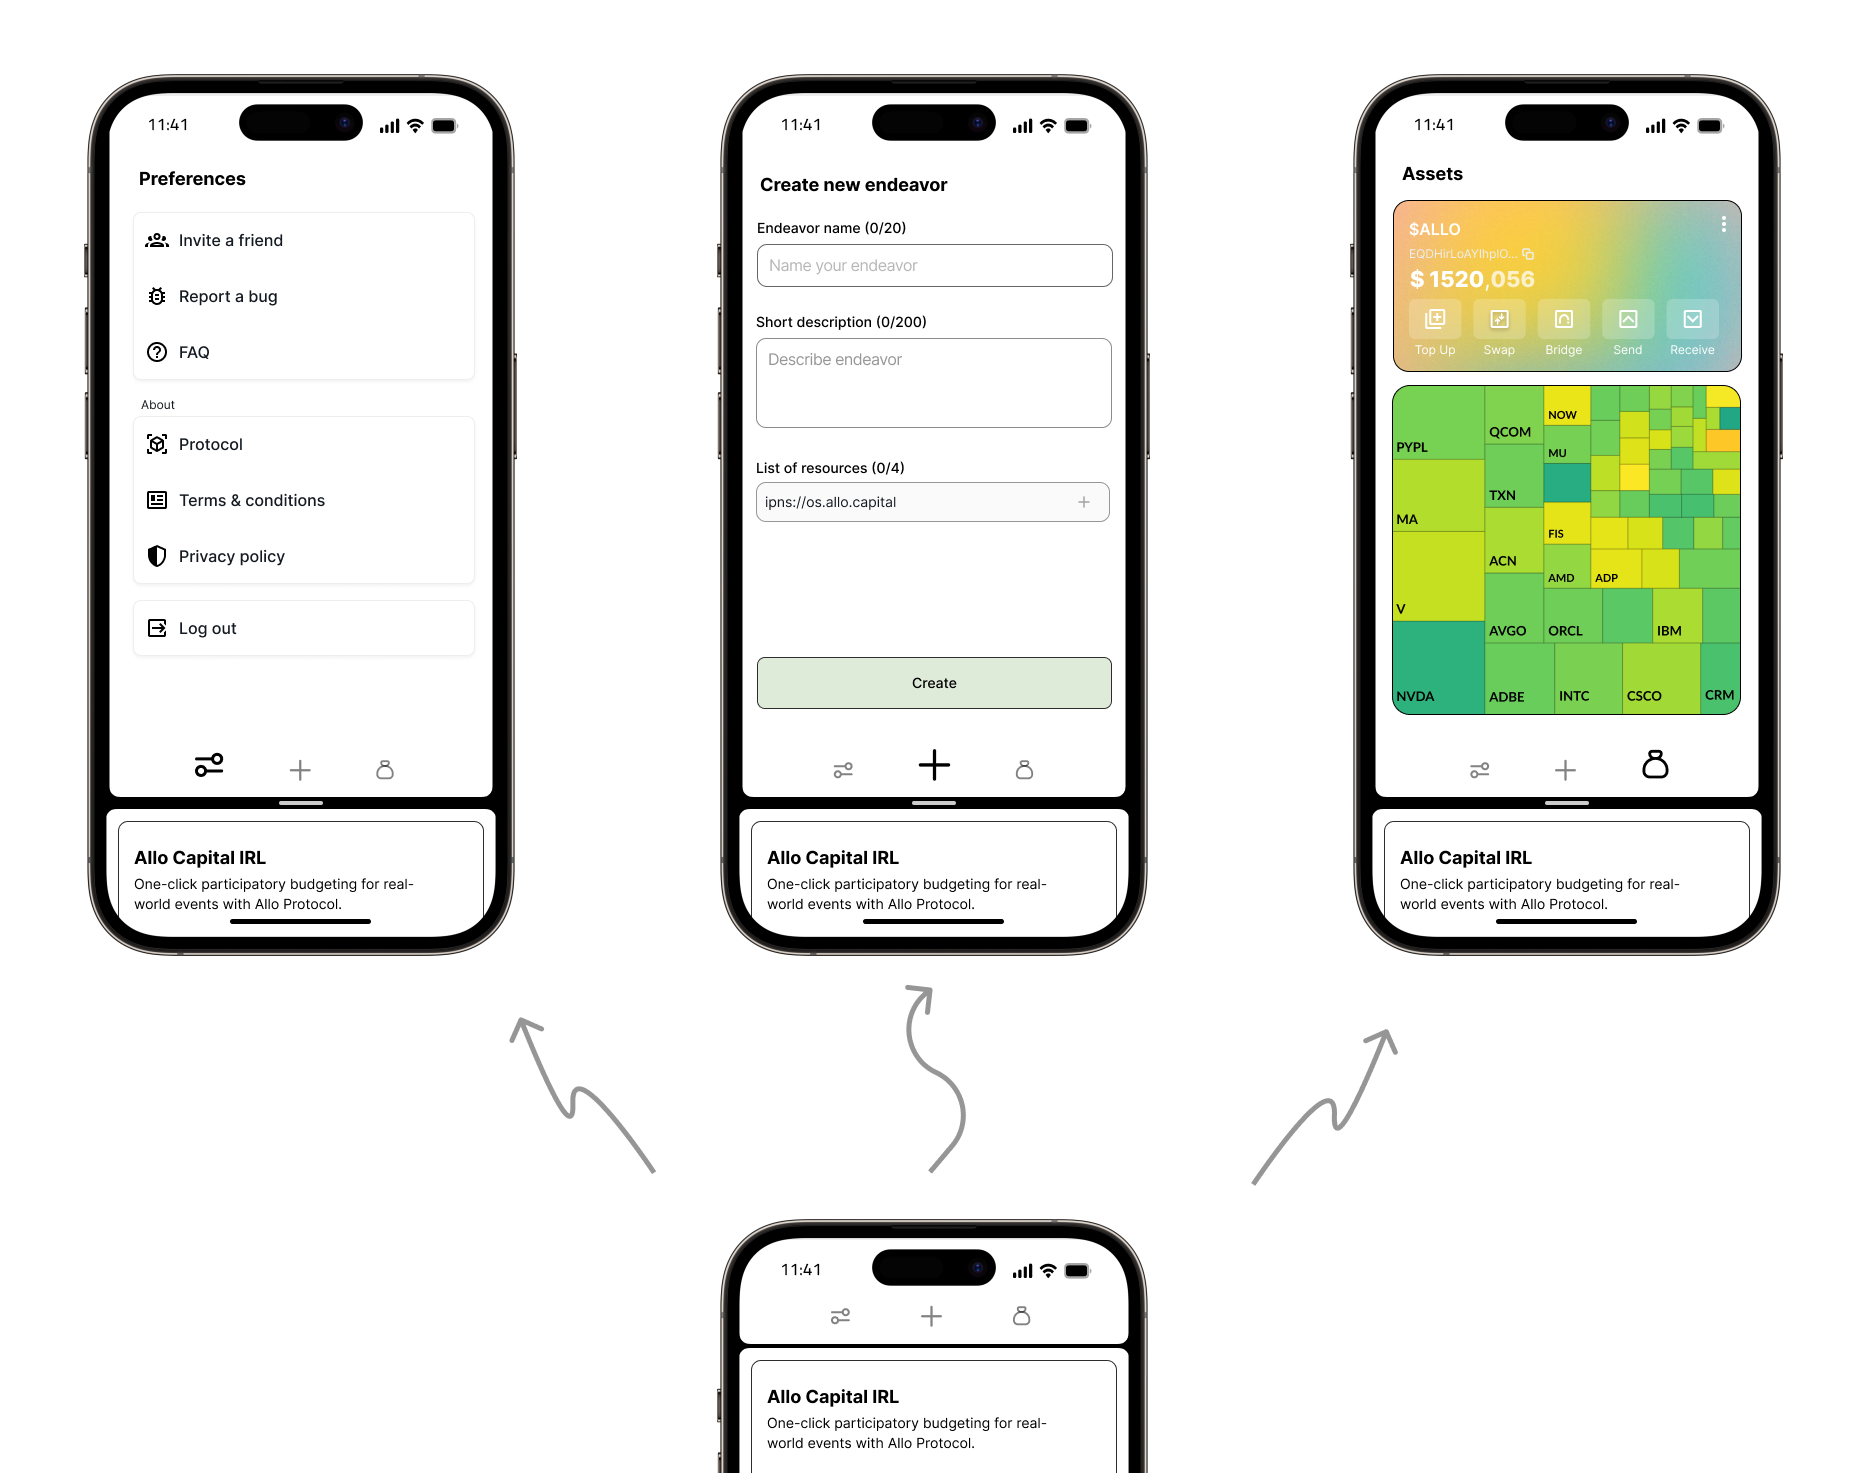 11:41
Preferences
Invite a friend
Report a bug
FAQ
About
Protocol
Terms & conditions
Privacy policy
Log out
Allo Capital IRL
One-click participatory budgeting for real-
world events with Allo Protocol.
11:41
Create new endeavor
Endeavor name (0/20)
Name your endeavor
Short description (0/200)
Describe endeavor
List of resources (0/4)
ipns://os.allo.capital
Create
Allo Capital IRL
One-click participatory budgeting for real-
world events with Allo Protocol.
11:41
Assets
$ALLO
$ 1520,056
Top Up
Swap
Bridge
Send
Receive
PYPL
MA
V
NVDA
QCOM
TXN
ACN
AVGO
ADBE
NOW
MU
FIS
AMD
ADP
ORCL
IBM
INTC
CSCO
CRM
Allo Capital IRL
One-click participatory budgeting for real-
world events with Allo Protocol.
11:41
Allo Capital IRL
One-click participatory budgeting for real-
world events with Allo Protocol.